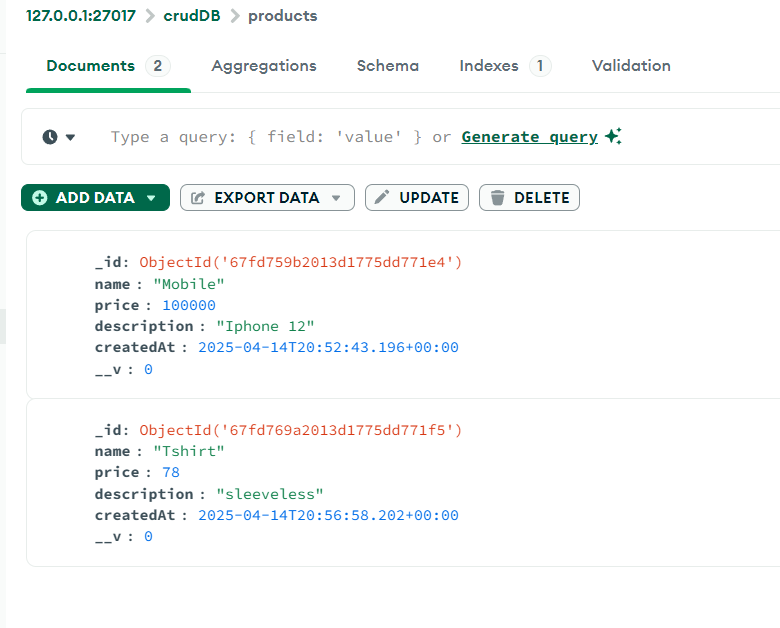 127.0.0.1:27017 > crudDB > products
Documents 2 Aggregations Schema Indexes 1 Validation
Type a query: { field: 'value' } or Generate query
ADD DATA EXPORT DATA UPDATE DELETE
_id: ObjectId('67fd759b2013d1775dd771e4')
name : "Mobile"
price : 100000
description : "Iphone 12"
createdAt : 2025-04-14T20:52:43.196+00:00
__v : 0
_id: ObjectId('67fd769a2013d1775dd771f5')
name : "Tshirt"
price : 78
description : "sleeveless"
createdAt : 2025-04-14T20:56:58.202+00:00
__v : 0